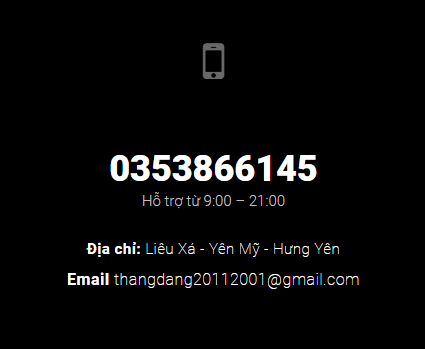 0353866145
Hỗ trợ từ 9:00 – 21:00
Địa chỉ: Liêu Xá - Yên Mỹ - Hưng Yên
Email thangdang20112001@gmail.com